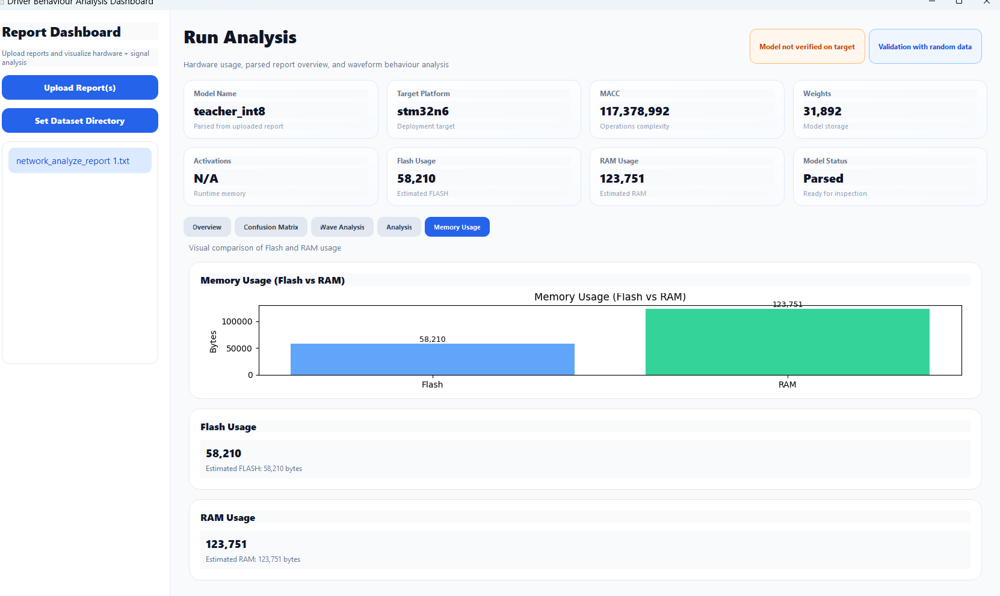 Driver Behaviour Analysis Dashboard
Report Dashboard
Upload reports and visualize hardware + signal
analysis
Upload Report(s)
Set Dataset Directory
network_analyze_report 1.txt
Run Analysis
Hardware usage, parsed report overview, and waveform behaviour analysis
Model not verified on target
Validation with random data
Model Name
teacher_int8
Parsed from uploaded report
Target Platform
stm32n6
Deployment target
MACC
117,378,992
Operations complexity
Weights
31,892
Model storage
Activations
N/A
Runtime memory
Flash Usage
58,210
Estimated FLASH
RAM Usage
123,751
Estimated RAM
Model Status
Parsed
Ready for inspection
Overview
Confusion Matrix
Wave Analysis
Analysis
Memory Usage
Visual comparison of Flash and RAM usage
Memory Usage (Flash vs RAM)
Memory Usage (Flash vs RAM)
123,751
100000
58,210
Bytes
50000
0
Flash
RAM
Flash Usage
58,210
Estimated FLASH: 58,210 bytes
RAM Usage
123,751
Estimated RAM: 123,751 bytes